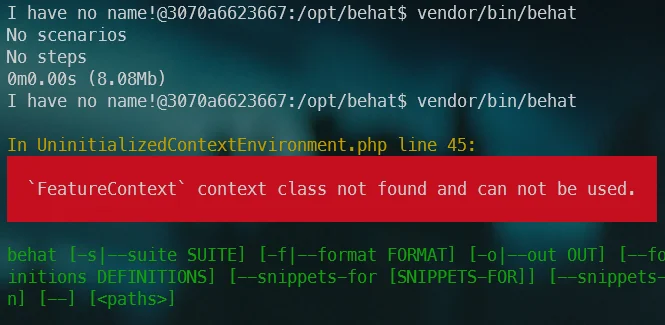 I have no name!@3070a6623667:/opt/behat$ vendor/bin/behat
No scenarios
No steps
0m0.00s (8.08Mb)
I have no name!@3070a6623667:/opt/behat$ vendor/bin/behat
In UninitializedContextEnvironment.php line 45:
`FeatureContext` context class not found and can not be used.
behat [-s|--suite SUITE] [-f|--format FORMAT] [-o|--out OUT] [--fo
initions DEFINITIONS] [--snippets-for [SNIPPETS-FOR]] [--snippets-
n] [--] [<paths>]